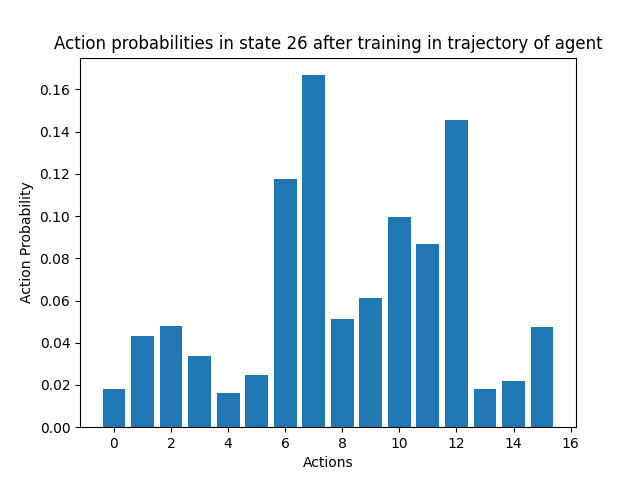 Action probabilities in state 26 after training in trajectory of agent
0.16
0.14
0.12
0.10
0.08
0.06
0.04
0.02
0.00
Action Probability
0 2 4 6 8 10 12 14 16
Actions